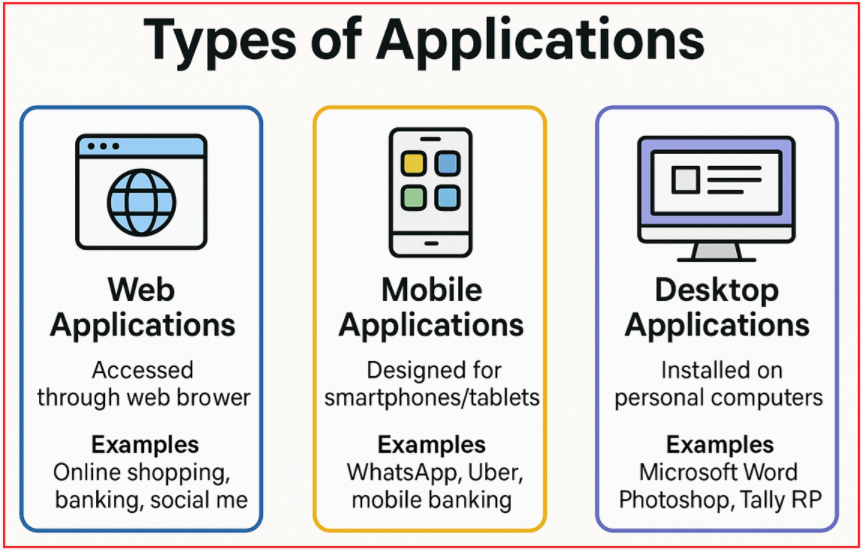 Types of Applications
Web
Applications
Accessed
through web brower
Examples
Online shopping,
banking, social me
Mobile
Applications
Designed for
smartphones/tablets
Examples
WhatsApp, Uber,
mobile banking
Desktop
Applications
Installed on
personal computers
Examples
Microsoft Word
Photoshop, Tally RP